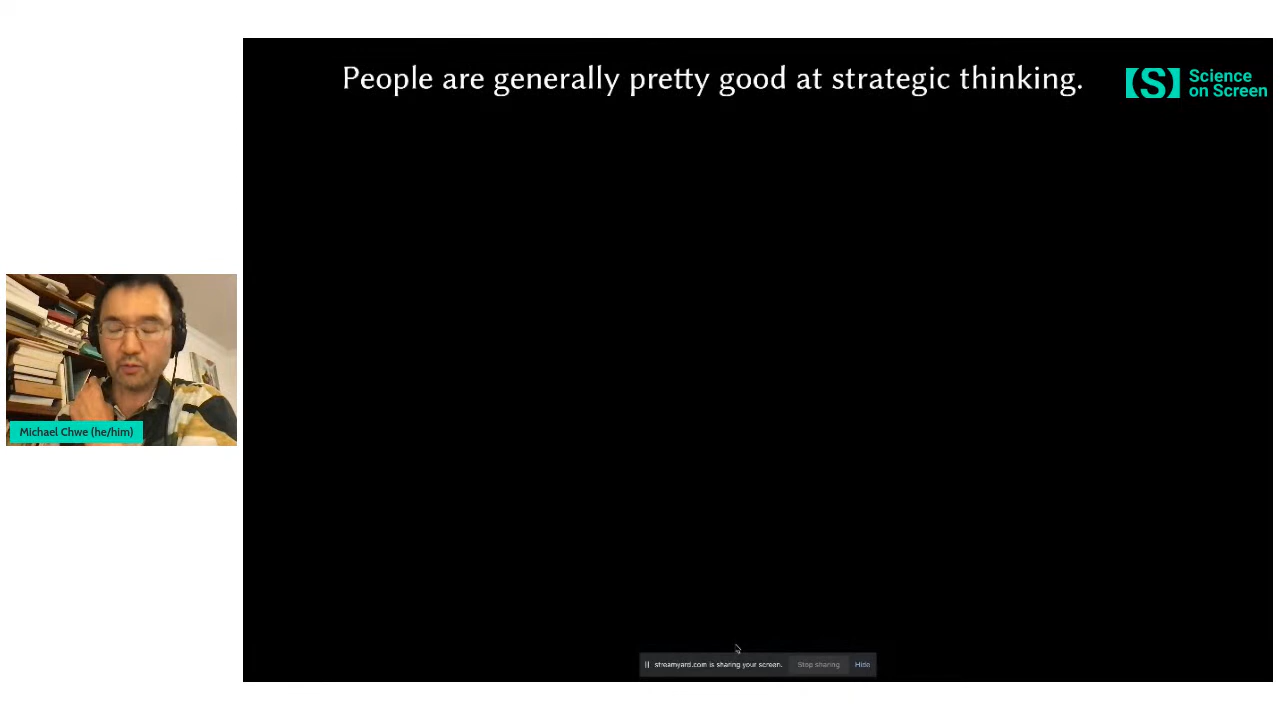 People are generally pretty good at strategic thinking.
(S) Science
on Screen
Michael Chwe (he/him)
streamyard.com is sharing your screen. Stop sharing Hide